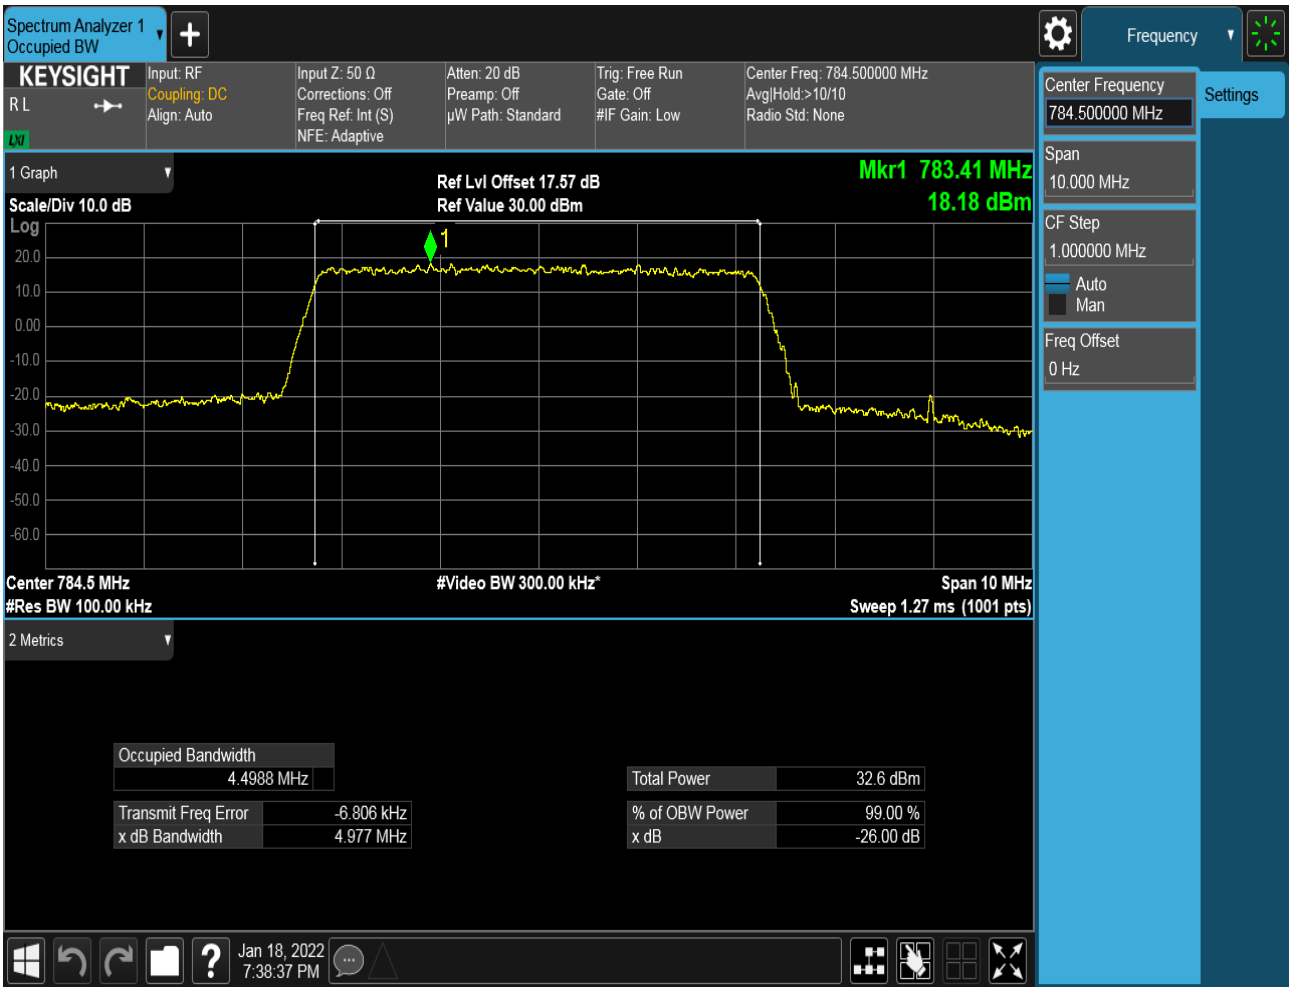 Spectrum Analyzer 1
Occupied BW
Frequency
KEYSIGHT
R L
LXI
Input: RF
Coupling: DC
Align: Auto
Input Z: 50 Ω
Corrections: Off
Freq Ref: Int (S)
NFE: Adaptive
Atten: 20 dB
Preamp: Off
µW Path: Standard
Trig: Free Run
Gate: Off
#IF Gain: Low
Center Freq: 784.500000 MHz
Avg|Hold:>10/10
Radio Std: None
Center Frequency
784.500000 MHz
Settings
Span
10.000 MHz
CF Step
1.000000 MHz
Auto
Man
Freq Offset
0 Hz
1 Graph
Scale/Div 10.0 dB
Log
Ref Lvl Offset 17.57 dB
Ref Value 30.00 dBm
Mkr1 783.41 MHz
18.18 dBm
1
20.0
10.0
0.00
-10.0
-20.0
-30.0
-40.0
-50.0
-60.0
Center 784.5 MHz
#Res BW 100.00 kHz
#Video BW 300.00 kHz*
Span 10 MHz
Sweep 1.27 ms (1001 pts)
2 Metrics
Occupied Bandwidth
4.4988 MHz
Transmit Freq Error -6.806 kHz
x dB Bandwidth 4.977 MHz
Total Power 32.6 dBm
% of OBW Power 99.00 %
x dB -26.00 dB
?
Jan 18, 2022
7:38:37 PM